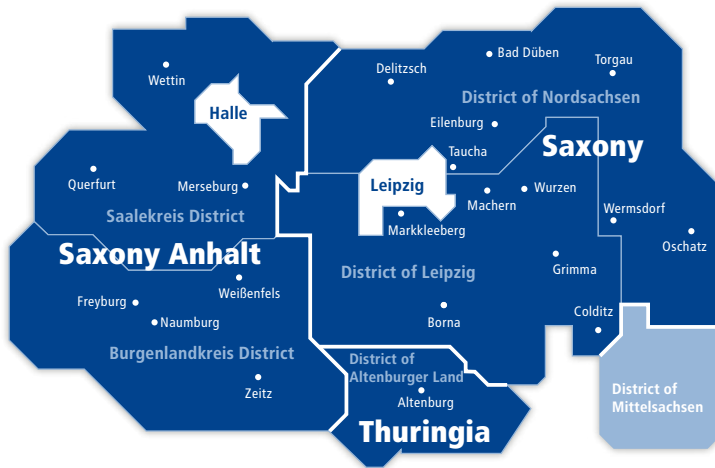 Bad Düben
Torgau
Wettin
Delitzsch
District of Nordsachsen
Halle
Eilenburg
Saxony
Taucha
Querfurt
Merseburg
Leipzig
Machern
Wurzen
Wermsdorf
Saalekreis District
Markkleeberg
Oschatz
Saxony Anhalt
District of Leipzig
Grimma
Weißenfels
Freyburg
Naumburg
Borna
Colditz
Burgenlandkreis District
District of
Altenburger Land
Zeitz
Altenburg
District of
Mittelsachsen
Thuringia